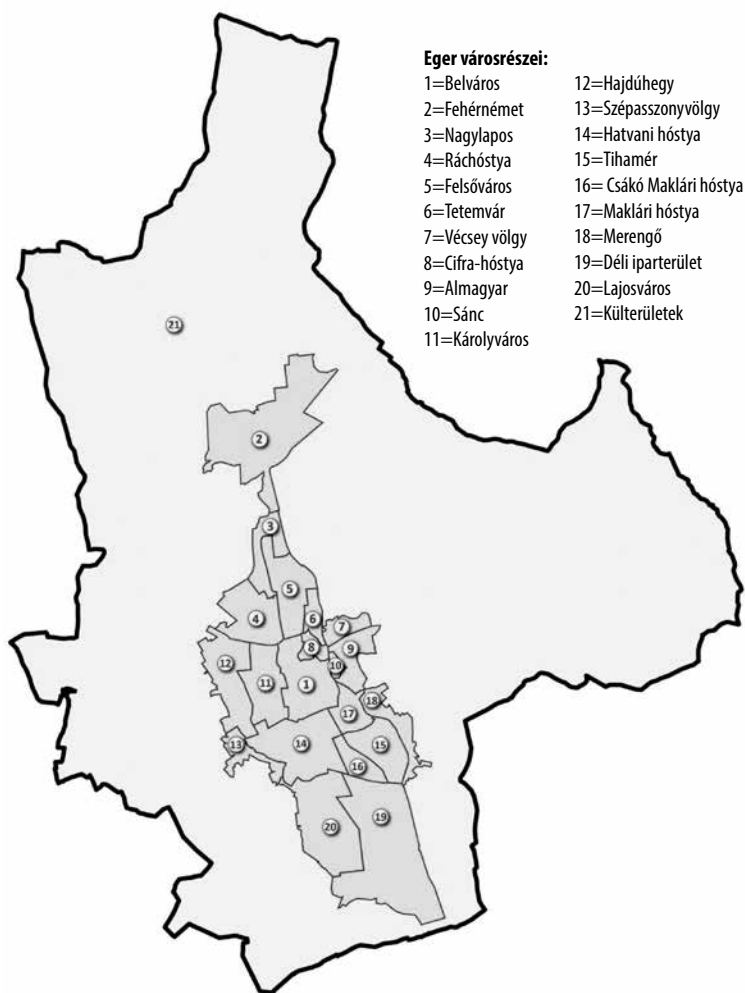 Eger városrészei:
1=Belváros
2=Fehérnémet
3=Nagylapos
4=Ráchóstya
5=Felsőváros
6=Tetemvár
7=Vécsey völgy
8=Cifra-hóstya
9=Almagyar
10=Sánc
11=Károlyváros
12=Hajdúhegy
13=Szépasszonyvölgy
14=Hatvani hóstya
15=Tihamér
16= Csákó Maklári hóstya
17=Maklári hóstya
18=Merengő
19=Déli iparterület
20=Lajosváros
21=Külterületek
21
2
3
5
4
6
7
8
9
12
10
11
1
18
17
13
14
15
16
19
20